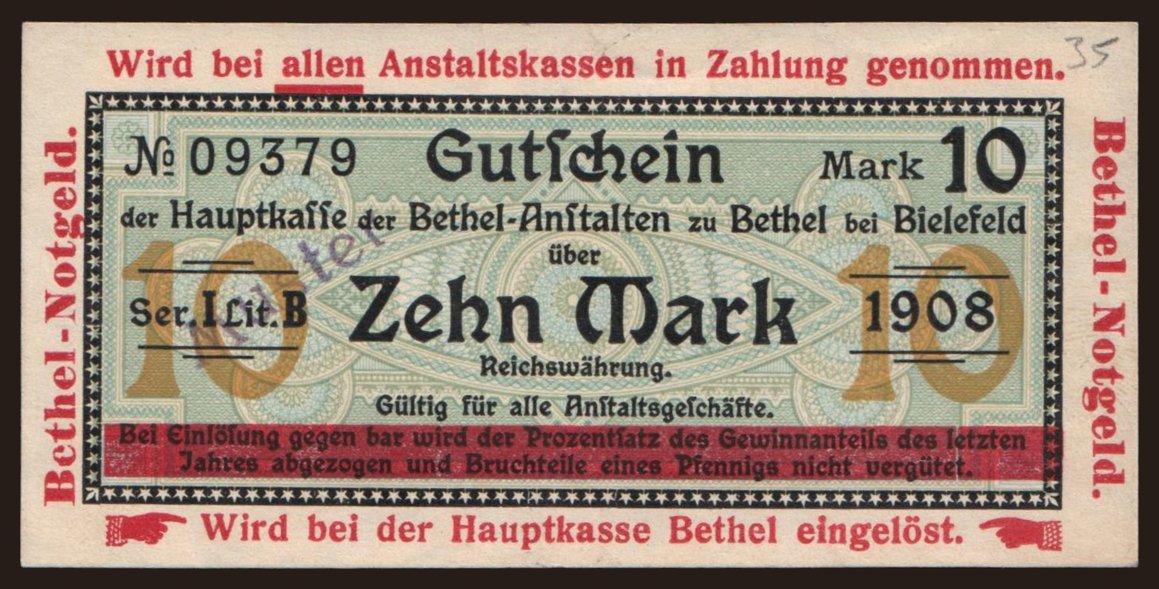 Wird bei allen Anstaltskassen in Zahlung genommen.
35
Bethel-Notgeld.
№ 09379 Gutſchein Mark 10
der Hauptkaſſe der Bethel-Anſtalten zu Bethel bei Bielefeld
über
10 10
Muster
Ser. I Lit. B Zehn Mark 1908
Reichswährung.
Gültig für alle Anſtaltsgeſchäfte.
Bei Einlöſung gegen bar wird der Prozentſatz des Gewinnanteils des letzten
Jahres abgezogen und Bruchteile eines Pfennigs nicht vergütet.
Bethel-Notgeld.
Wird bei der Hauptkasse Bethel eingelöst.